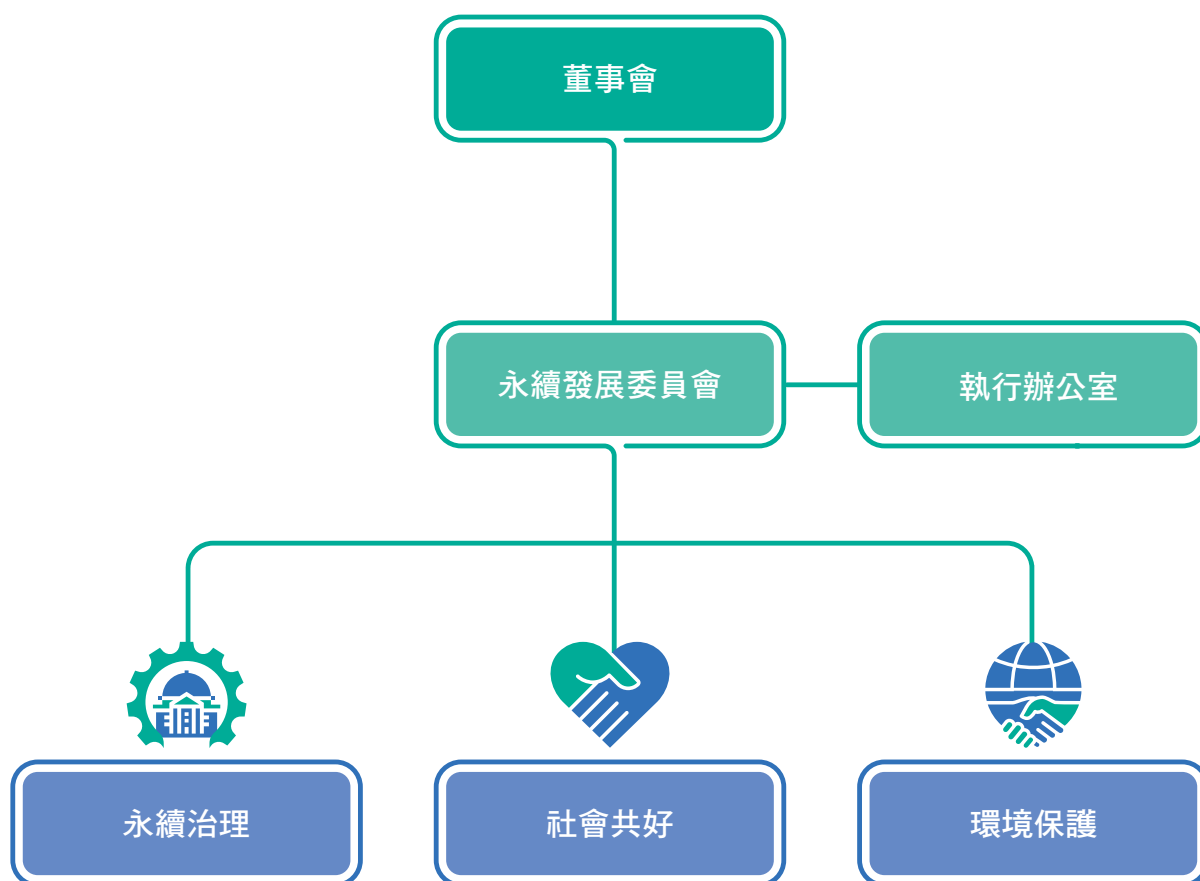 董事會
永續發展委員會
執行辦公室
永續治理
社會共好
環境保護